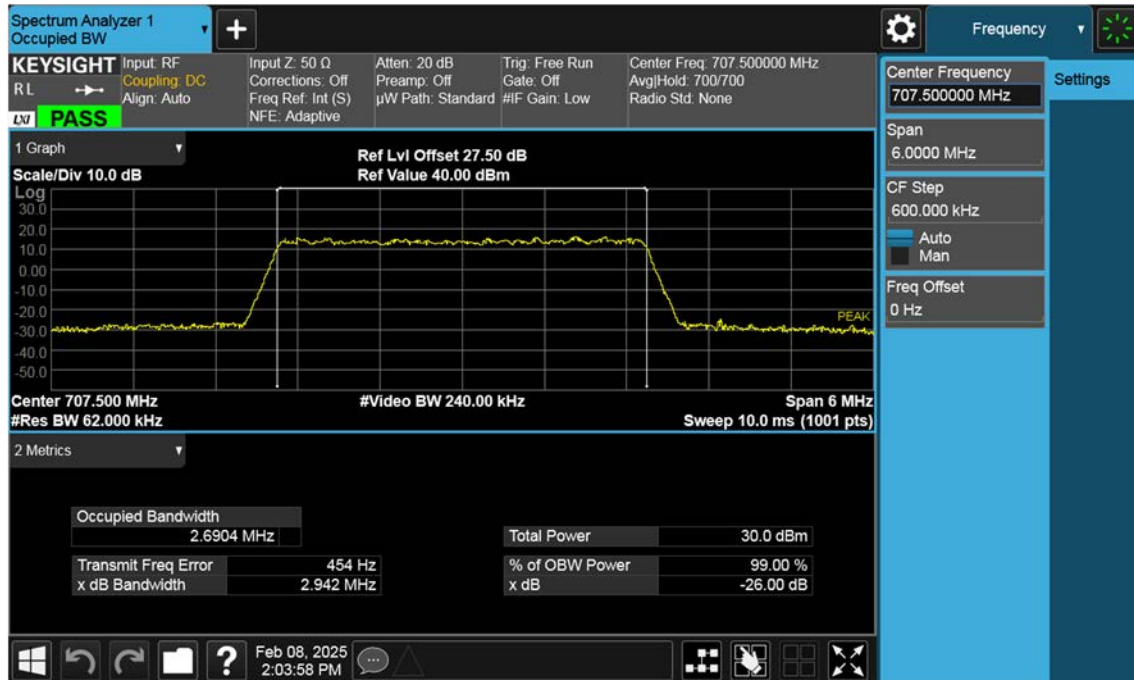 Spectrum Analyzer 1
Occupied BW
Frequency
KEYSIGHT
R L
LXI PASS
Input: RF
Coupling: DC
Align: Auto
Input Z: 50 Ω
Corrections: Off
Freq Ref: Int (S)
NFE: Adaptive
Atten: 20 dB
Preamp: Off
µW Path: Standard
Trig: Free Run
Gate: Off
#IF Gain: Low
Center Freq: 707.500000 MHz
Avg|Hold: 700/700
Radio Std: None
Center Frequency
707.500000 MHz
Settings
Span
6.0000 MHz
CF Step
600.000 kHz
Auto
Man
Freq Offset
0 Hz
1 Graph
Scale/Div 10.0 dB
Ref Lvl Offset 27.50 dB
Ref Value 40.00 dBm
Log
30.0
20.0
10.0
0.00
-10.0
-20.0
-30.0
-40.0
-50.0
PEAK
Center 707.500 MHz
#Video BW 240.00 kHz
Span 6 MHz
#Res BW 62.000 kHz
Sweep 10.0 ms (1001 pts)
2 Metrics
Occupied Bandwidth
2.6904 MHz
Total Power 30.0 dBm
Transmit Freq Error 454 Hz
% of OBW Power 99.00 %
x dB Bandwidth 2.942 MHz
x dB -26.00 dB
?
Feb 08, 2025
2:03:58 PM